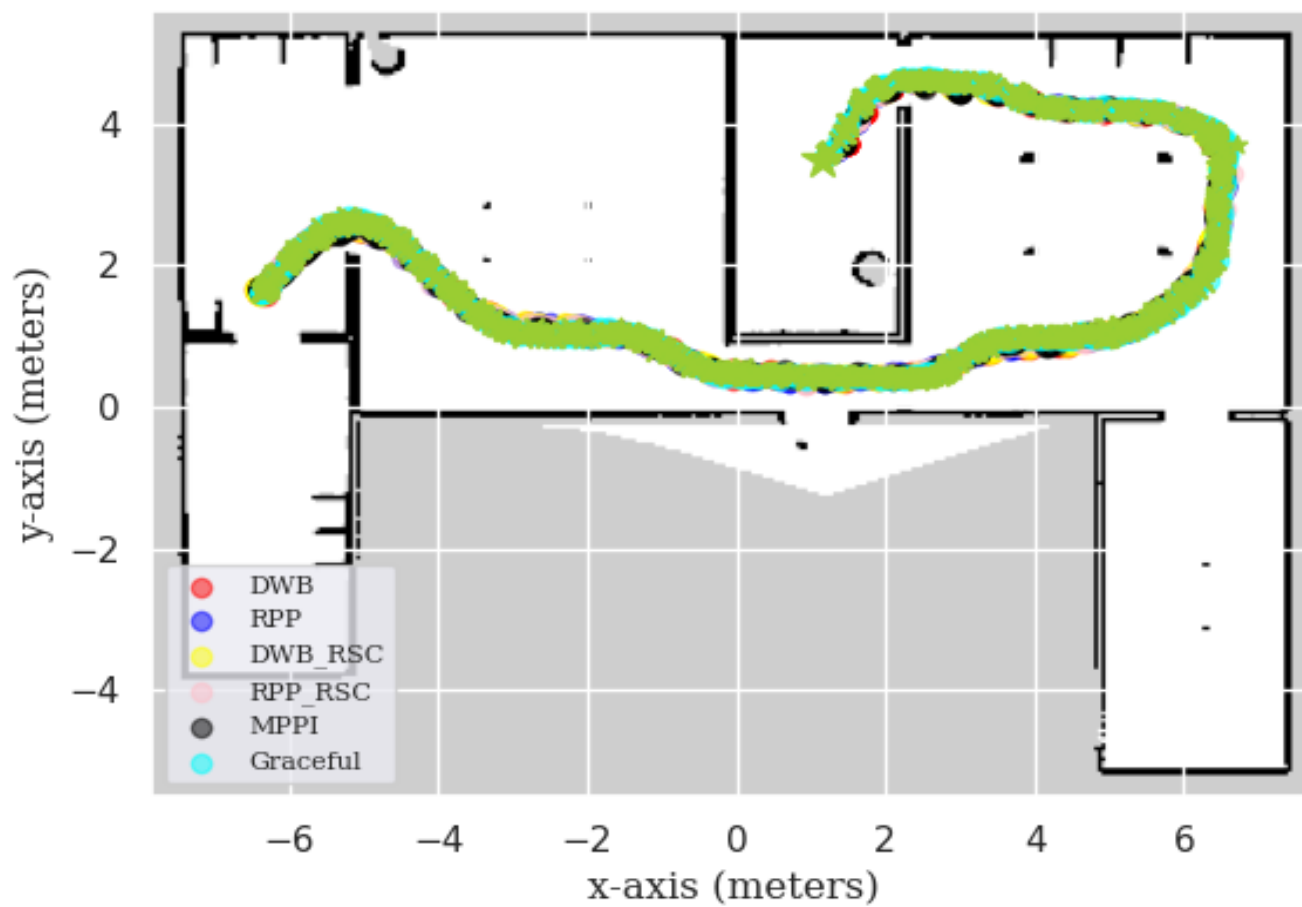 4
2
0
−2
−4
y-axis (meters)
DWB
RPP
DWB_RSC
RPP_RSC
MPPI
Graceful
−6 −4 −2 0 2 4 6
x-axis (meters)